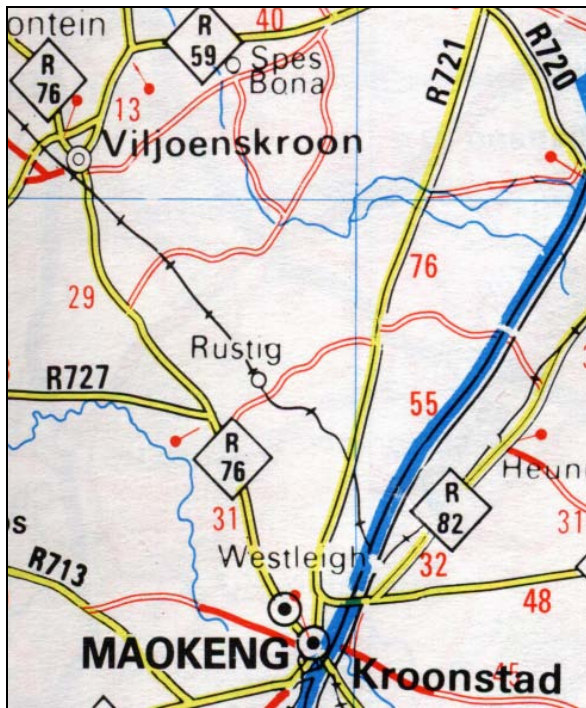 ontein
40
R
59
R
76
Spes
Bona
R721
R720
13
Viljoenskroon
76
29
Rustig
R727
55
R
76
Heun
R
82
31
31
os
R713
Westleigh
32
48
MAOKENG
Kroonstad
45